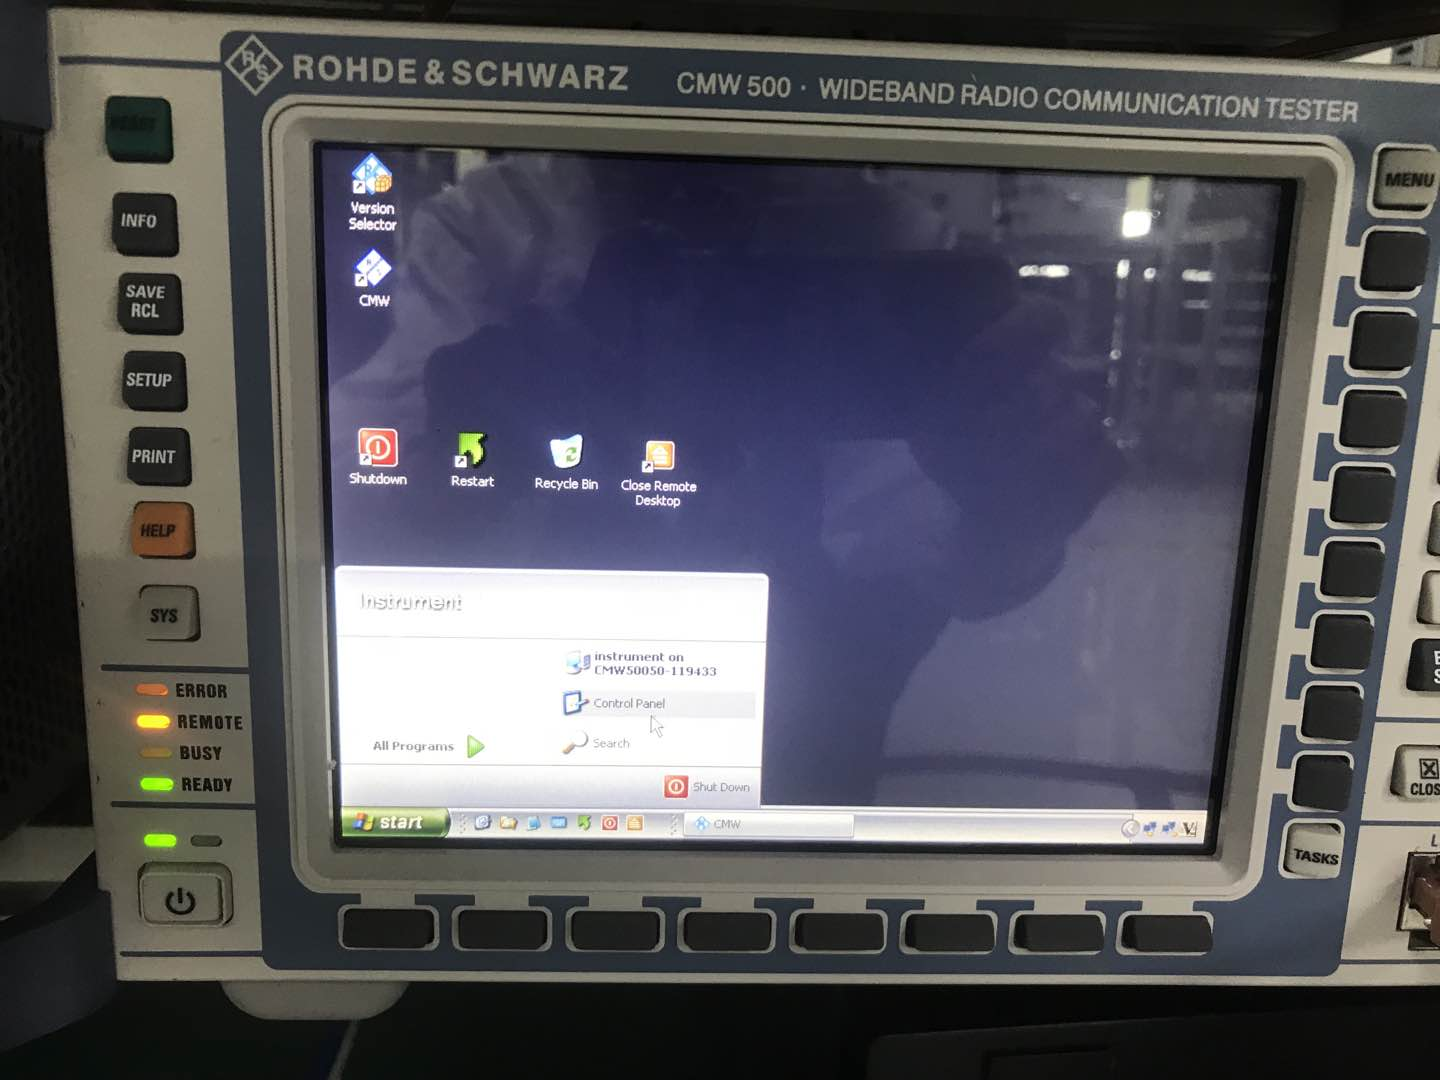 ROHDE & SCHWARZ
CMW 500 · WIDEBAND RADIO COMMUNICATION TESTER
RESET
INFO
SAVE
RCL
SETUP
PRINT
HELP
SYS
ERROR
REMOTE
BUSY
READY
Version
Selector
CMW
Shutdown
Restart
Recycle Bin
Close Remote
Desktop
Instrument
instrument on
CMW50050-119433
Control Panel
Search
All Programs
Shut Down
start
CMW
MENU
TASKS